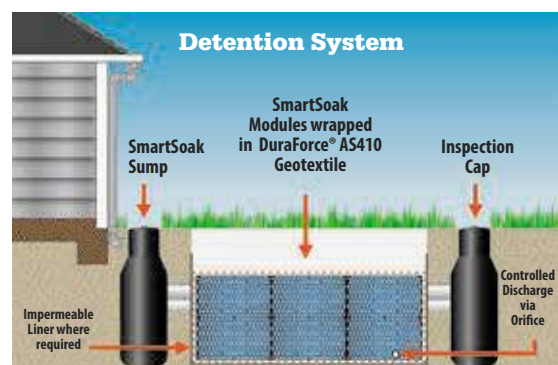 Detention System
SmartSoak
Modules wrapped
in DuraForce® AS410
Geotextile
SmartSoak
Sump
Inspection
Cap
Controlled
Discharge
via
Orifice
Impermeable
Liner where
required